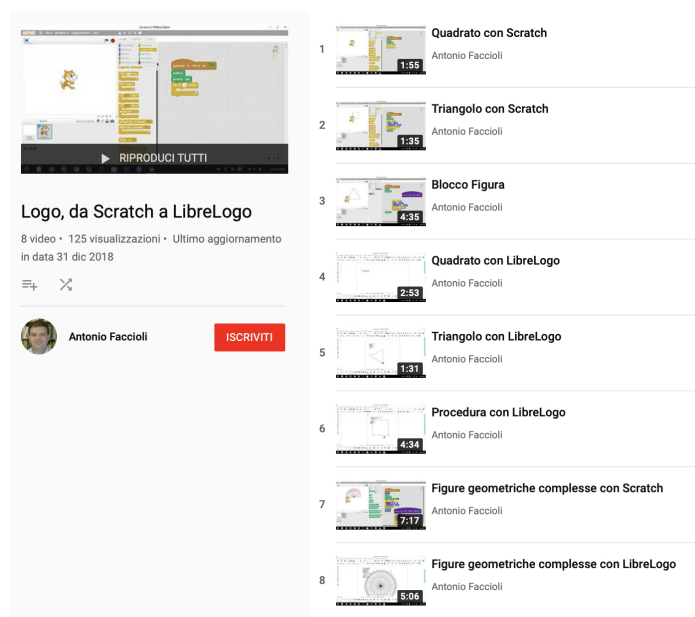 RIPRODUCI TUTTI
Logo, da Scratch a LibreLogo
8 video • 125 visualizzazioni • Ultimo aggiornamento
in data 31 dic 2018
Antonio Faccioli
ISCRIVITI
1
1:55
Quadrato con Scratch
Antonio Faccioli
2
1:35
Triangolo con Scratch
Antonio Faccioli
3
4:35
Blocco Figura
Antonio Faccioli
4
2:53
Quadrato con LibreLogo
Antonio Faccioli
5
1:31
Triangolo con LibreLogo
Antonio Faccioli
6
4:34
Procedura con LibreLogo
Antonio Faccioli
7
7:17
Figure geometriche complesse con Scratch
Antonio Faccioli
8
5:06
Figure geometriche complesse con LibreLogo
Antonio Faccioli